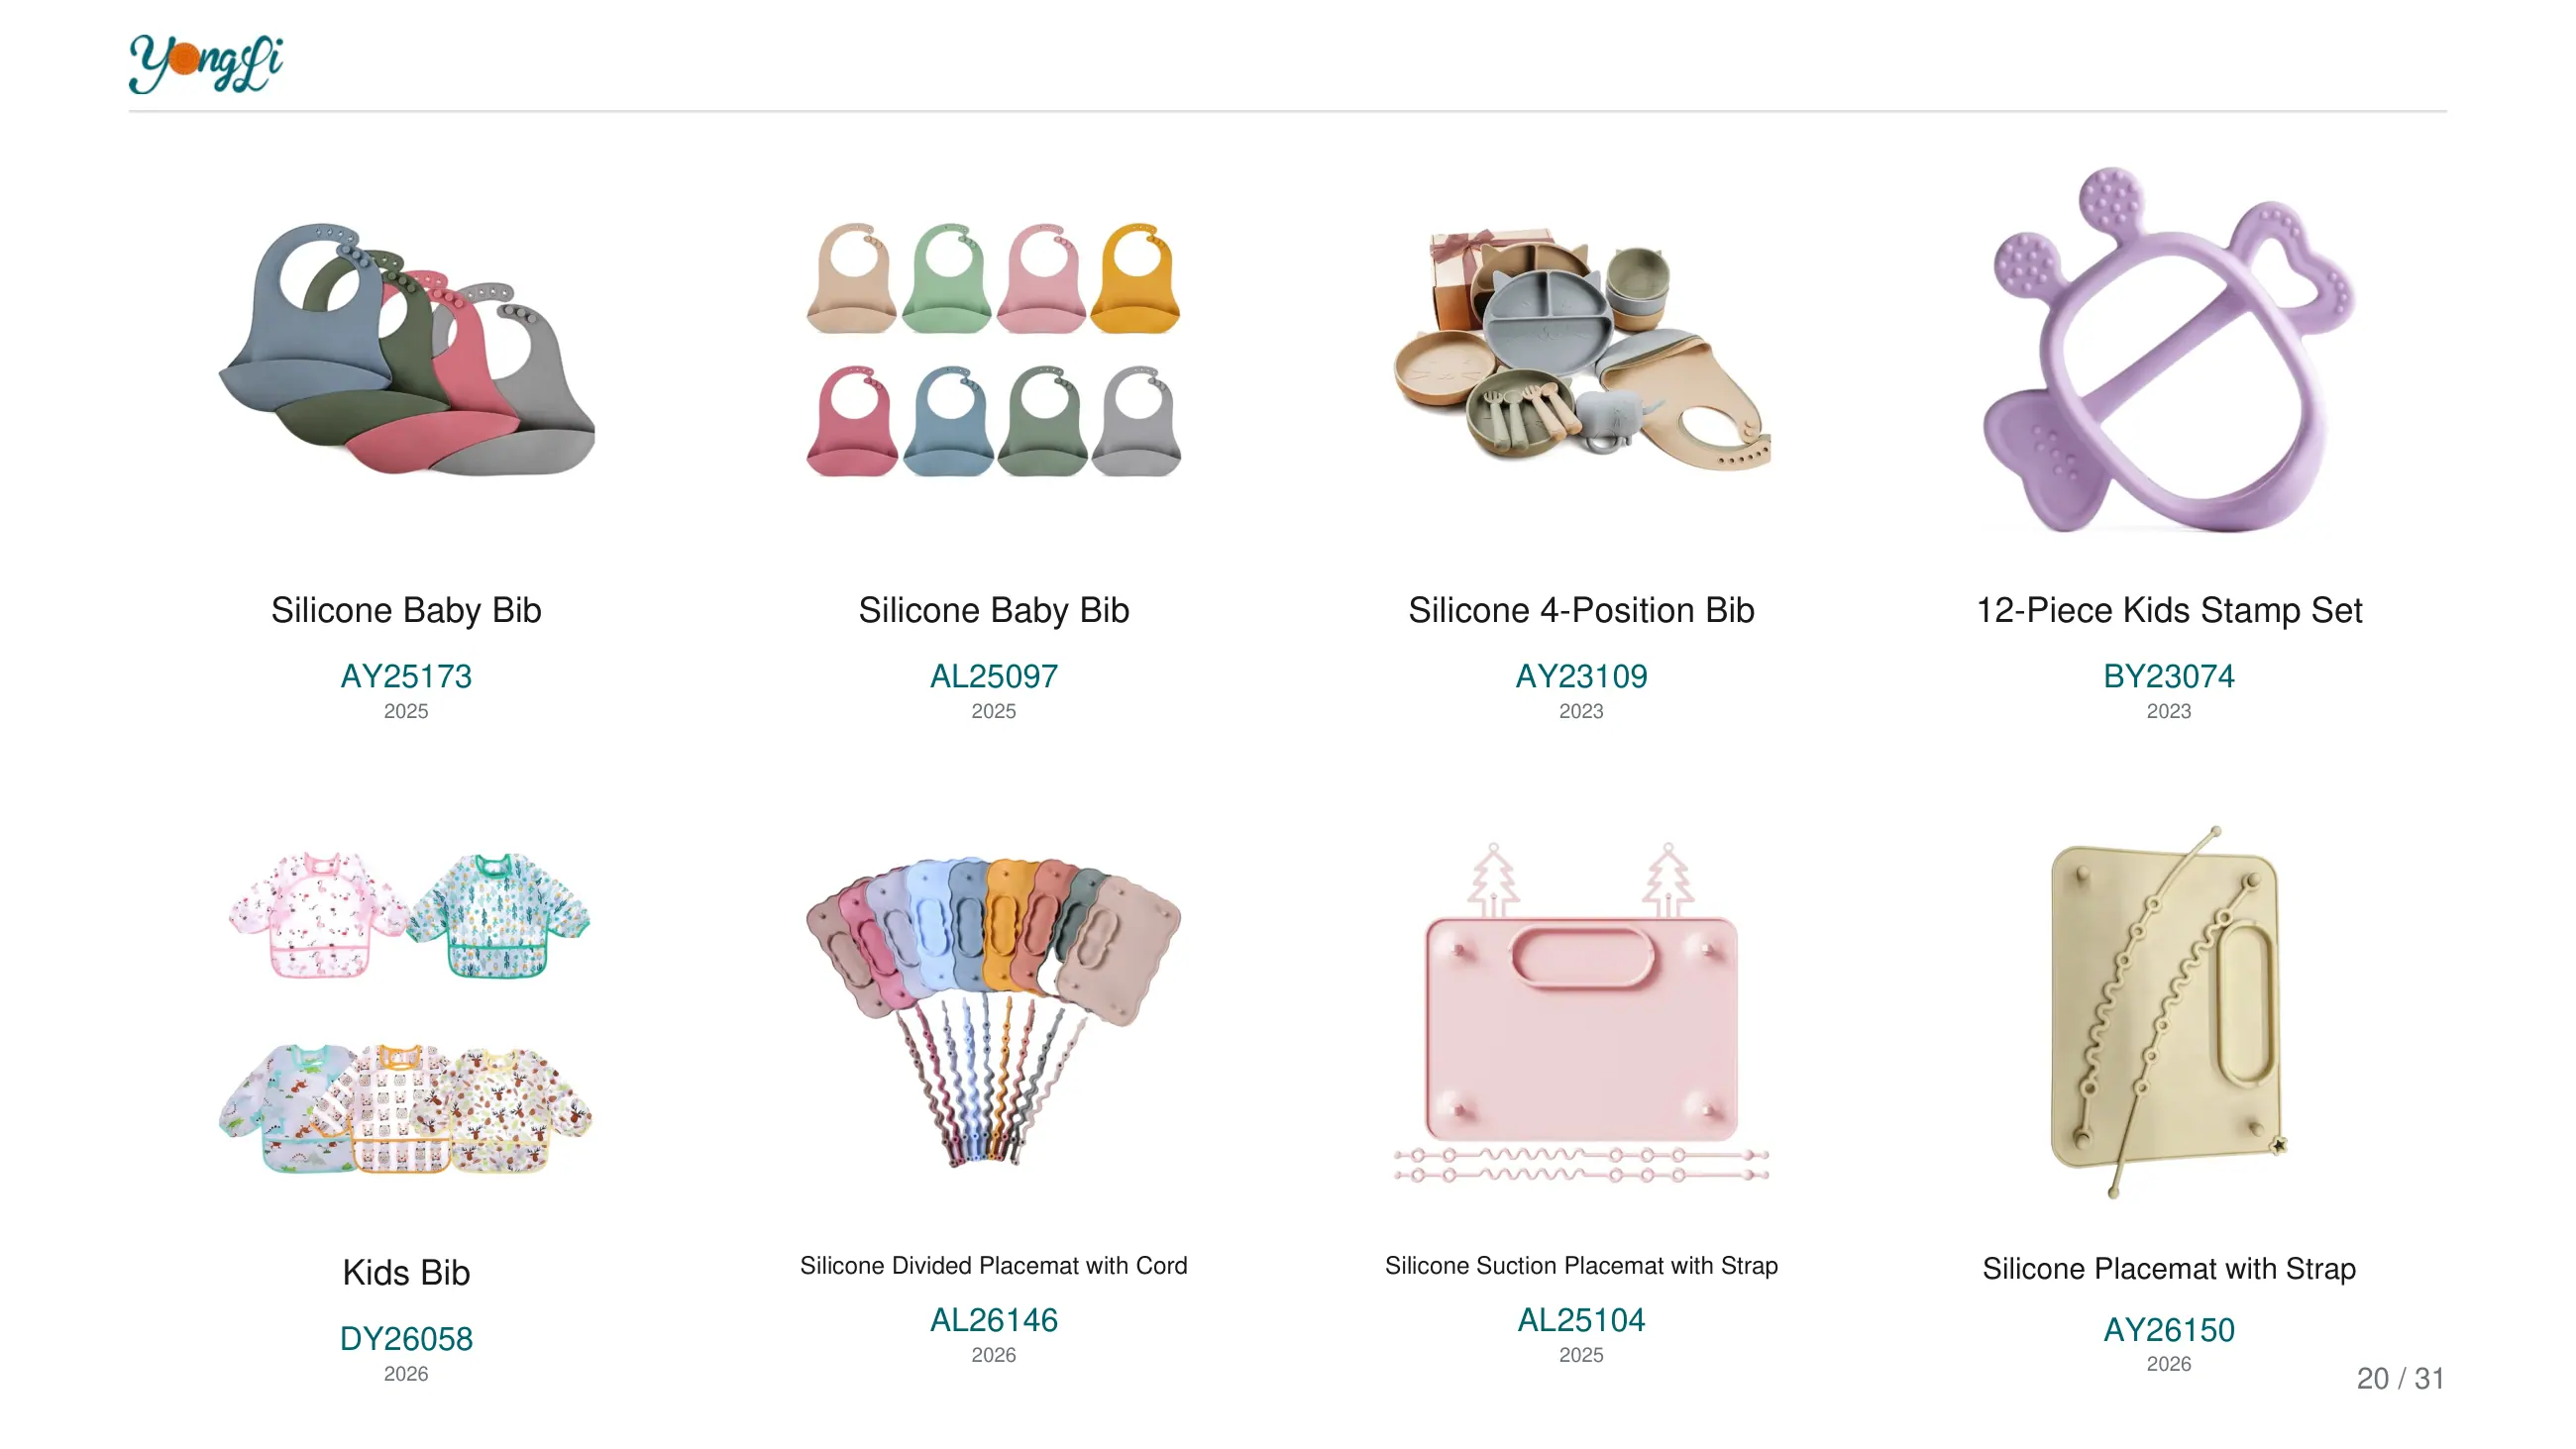 YongLi
Silicone Baby Bib
AY25173
2025
Silicone Baby Bib
AL25097
2025
Silicone 4-Position Bib
AY23109
2023
12-Piece Kids Stamp Set
BY23074
2023
Kids Bib
DY26058
2026
Silicone Divided Placemat with Cord
AL26146
2026
Silicone Suction Placemat with Strap
AL25104
2025
Silicone Placemat with Strap
AY26150
2026
20 / 31